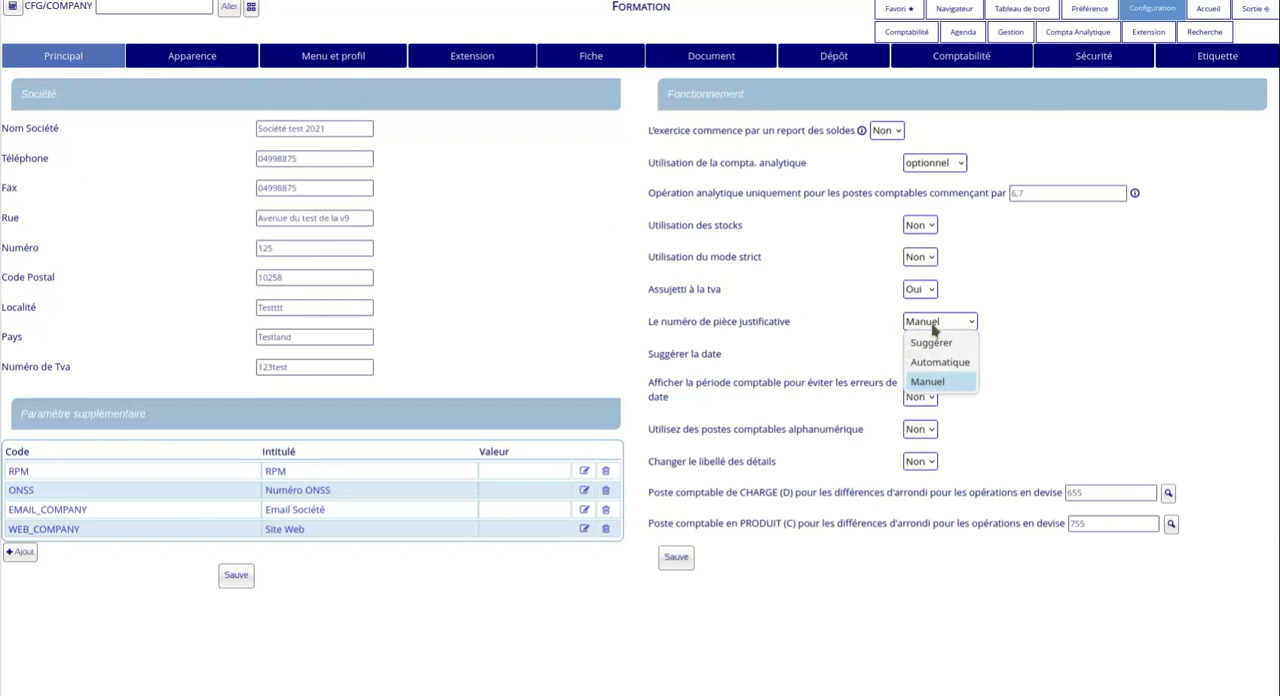 CFG/COMPANY Aller
FORMATION
Favori ★ Navigateur Tableau de bord Préférence Configuration Accueil Sortie
Comptabilité Agenda Gestion Compta Analytique Extension Recherche
Principal Apparence Menu et profil Extension Fiche Document Dépôt Comptabilité Sécurité Etiquette
Société
Nom Société Société test 2021
Téléphone 04998875
Fax 04998875
Rue Avenue du test de la v9
Numéro 125
Code Postal 10258
Localité Testttt
Pays Testland
Numéro de Tva 123test
Paramètre supplémentaire
Code Intitulé Valeur
RPM RPM
ONSS Numéro ONSS
EMAIL_COMPANY Email Société
WEB_COMPANY Site Web
+ Ajout
Sauve
Fonctionnement
L'exercice commence par un report des soldes Non
Utilisation de la compta. analytique optionnel
Opération analytique uniquement pour les postes comptables commençant par 6,7
Utilisation des stocks Non
Utilisation du mode strict Non
Assujetti à la tva Oui
Le numéro de pièce justificative Manuel
Suggérer
Automatique
Manuel
Suggérer la date
Afficher la période comptable pour éviter les erreurs de
date Non
Utilisez des postes comptables alphanumérique Non
Changer le libellé des détails Non
Poste comptable de CHARGE (D) pour les différences d'arrondi pour les opérations en devise 655
Poste comptable en PRODUIT (C) pour les différences d'arrondi pour les opérations en devise 755
Sauve